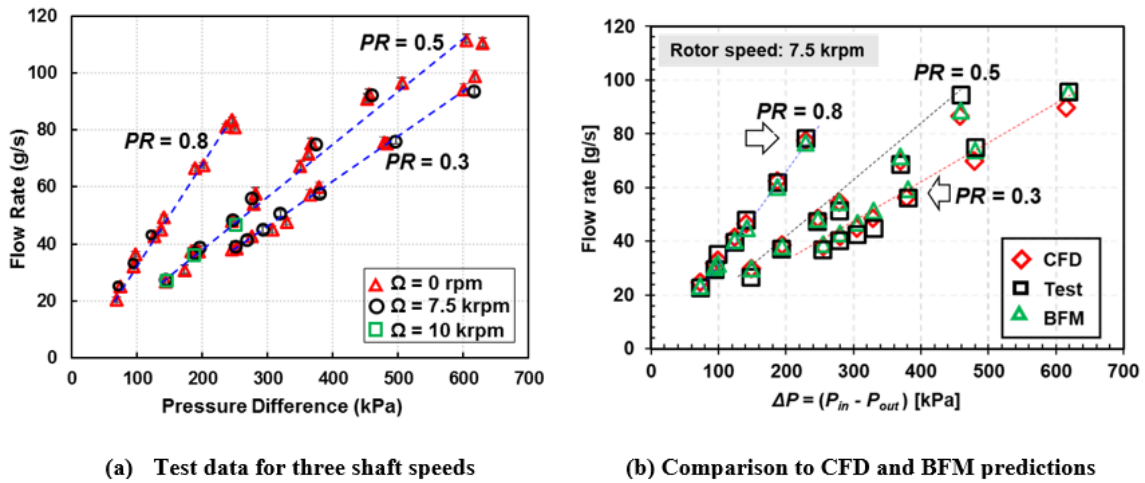 120
100
80
60
40
20
0
Flow Rate (g/s)
PR = 0.5
PR = 0.8
PR = 0.3
Ω = 0 rpm
Ω = 7.5 krpm
Ω = 10 krpm
0 100 200 300 400 500 600 700
Pressure Difference (kPa)
(a) Test data for three shaft speeds
120
100
80
60
40
20
0
Flow rate [g/s]
Rotor speed: 7.5 krpm
PR = 0.5
PR = 0.8
PR = 0.3
CFD
Test
BFM
0 100 200 300 400 500 600 700
ΔP = (Pin - Pout) [kPa]
(b) Comparison to CFD and BFM predictions